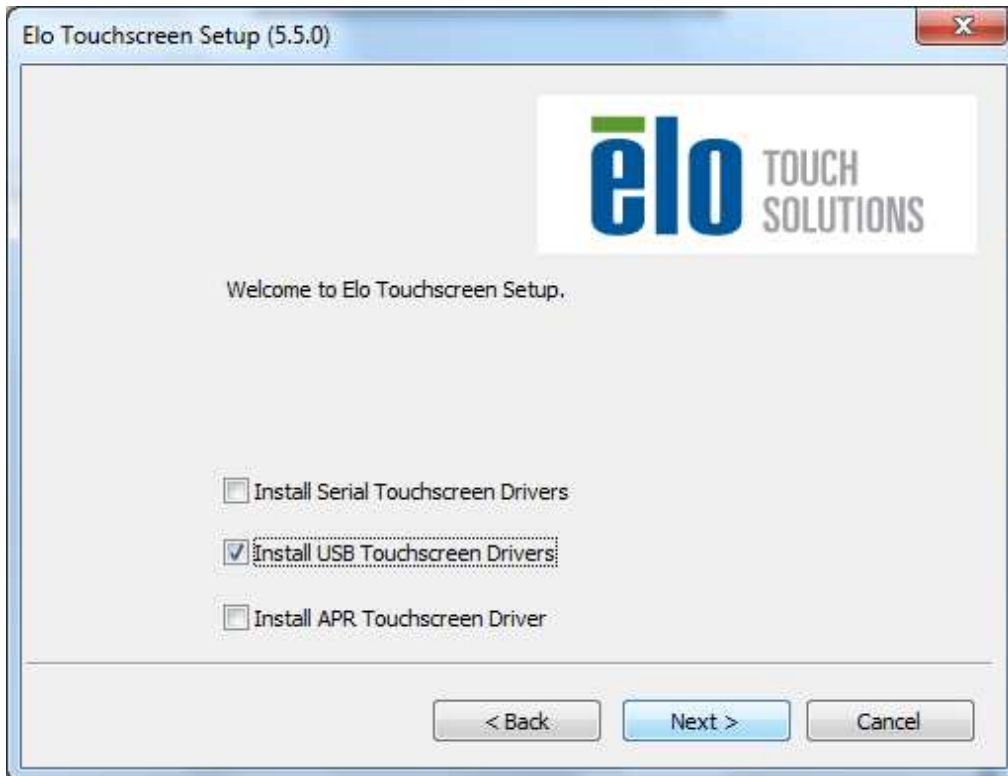 Elo Touchscreen Setup (5.5.0)
ēlo TOUCH
SOLUTIONS
Welcome to Elo Touchscreen Setup.
Install Serial Touchscreen Drivers
Install USB Touchscreen Drivers
Install APR Touchscreen Driver
< Back Next > Cancel